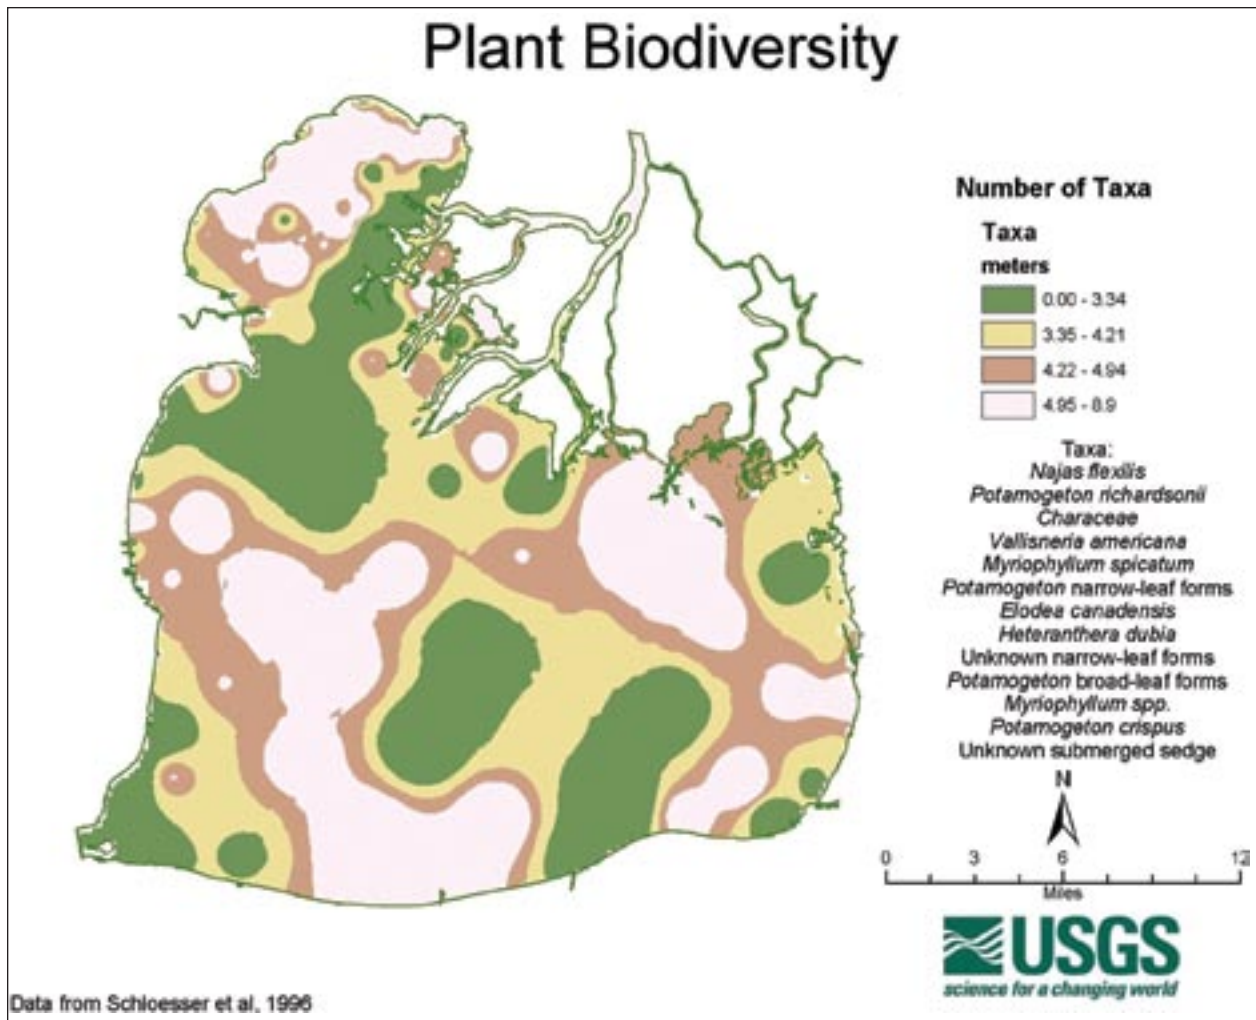 Plant Biodiversity
Number of Taxa
Taxa
meters
0.00 - 3.34
3.35 - 4.21
4.22 - 4.94
4.95 - 8.9
Taxa:
Najas flexilis
Potamogeton richardsonii
Characeae
Vallisneria americana
Myriophyllum spicatum
Potamogeton narrow-leaf forms
Elodea canadensis
Heteranthera dubia
Unknown narrow-leaf forms
Potamogeton broad-leaf forms
Myriophyllum spp.
Potamogeton crispus
Unknown submerged sedge
N
0 3 6 12
Miles
USGS
science for a changing world
Data from Schloesser et al, 1996